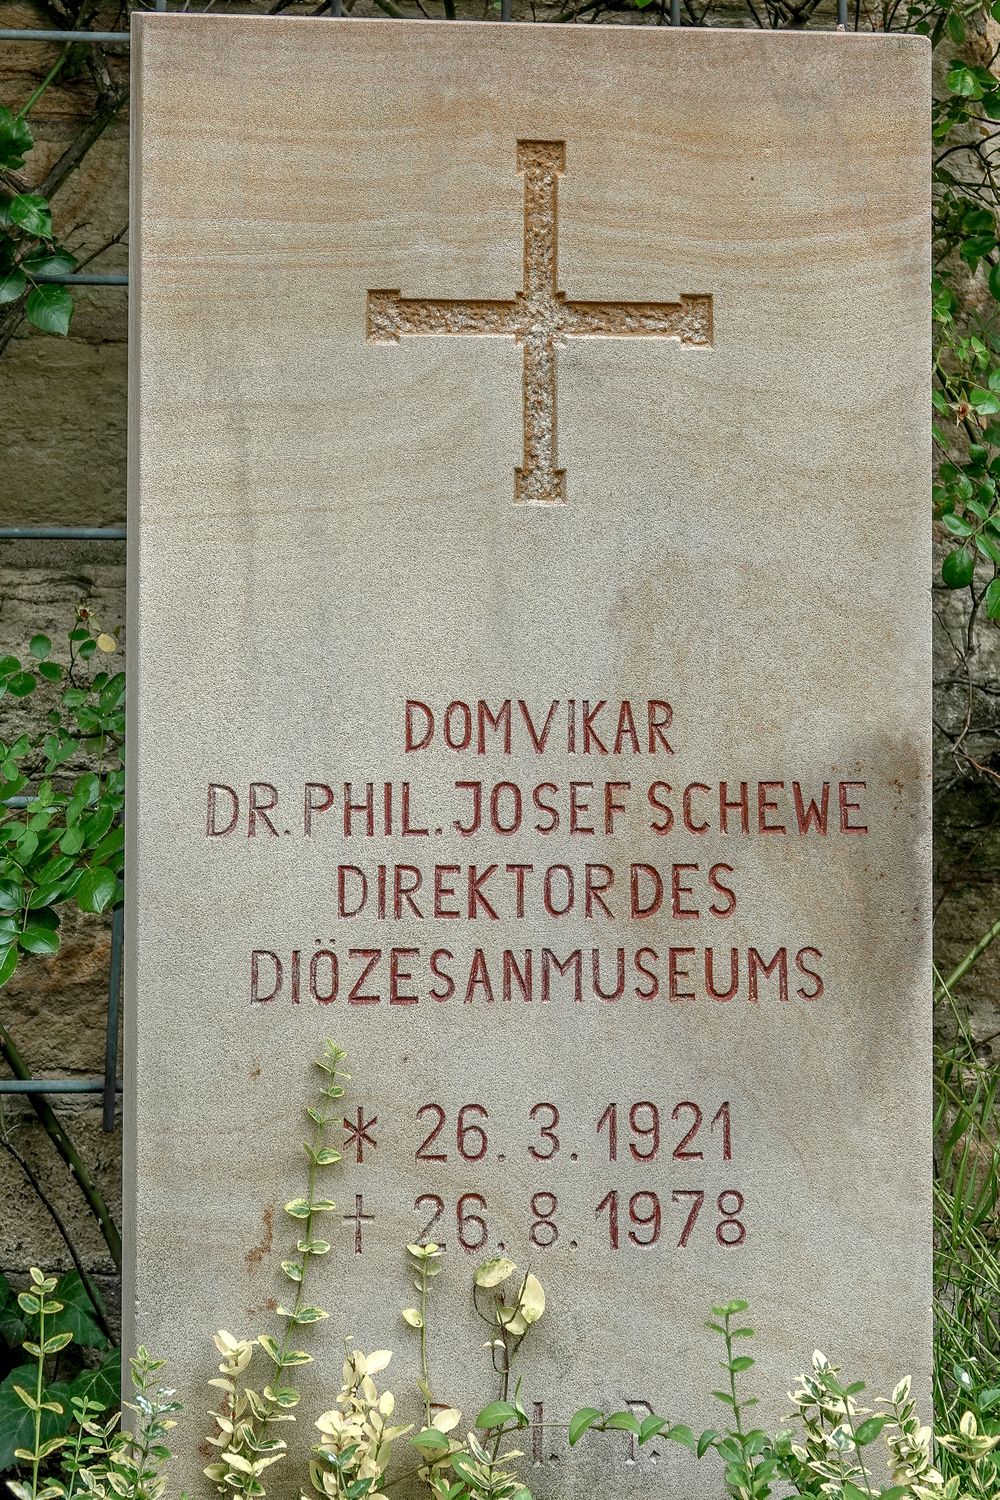 DOMVIKAR
DR. PHIL. JOSEF SCHEWE
DIREKTOR DES
DIÖZESANMUSEUMS
* 26. 3. 1921
† 26. 8. 1978
R. I. P.